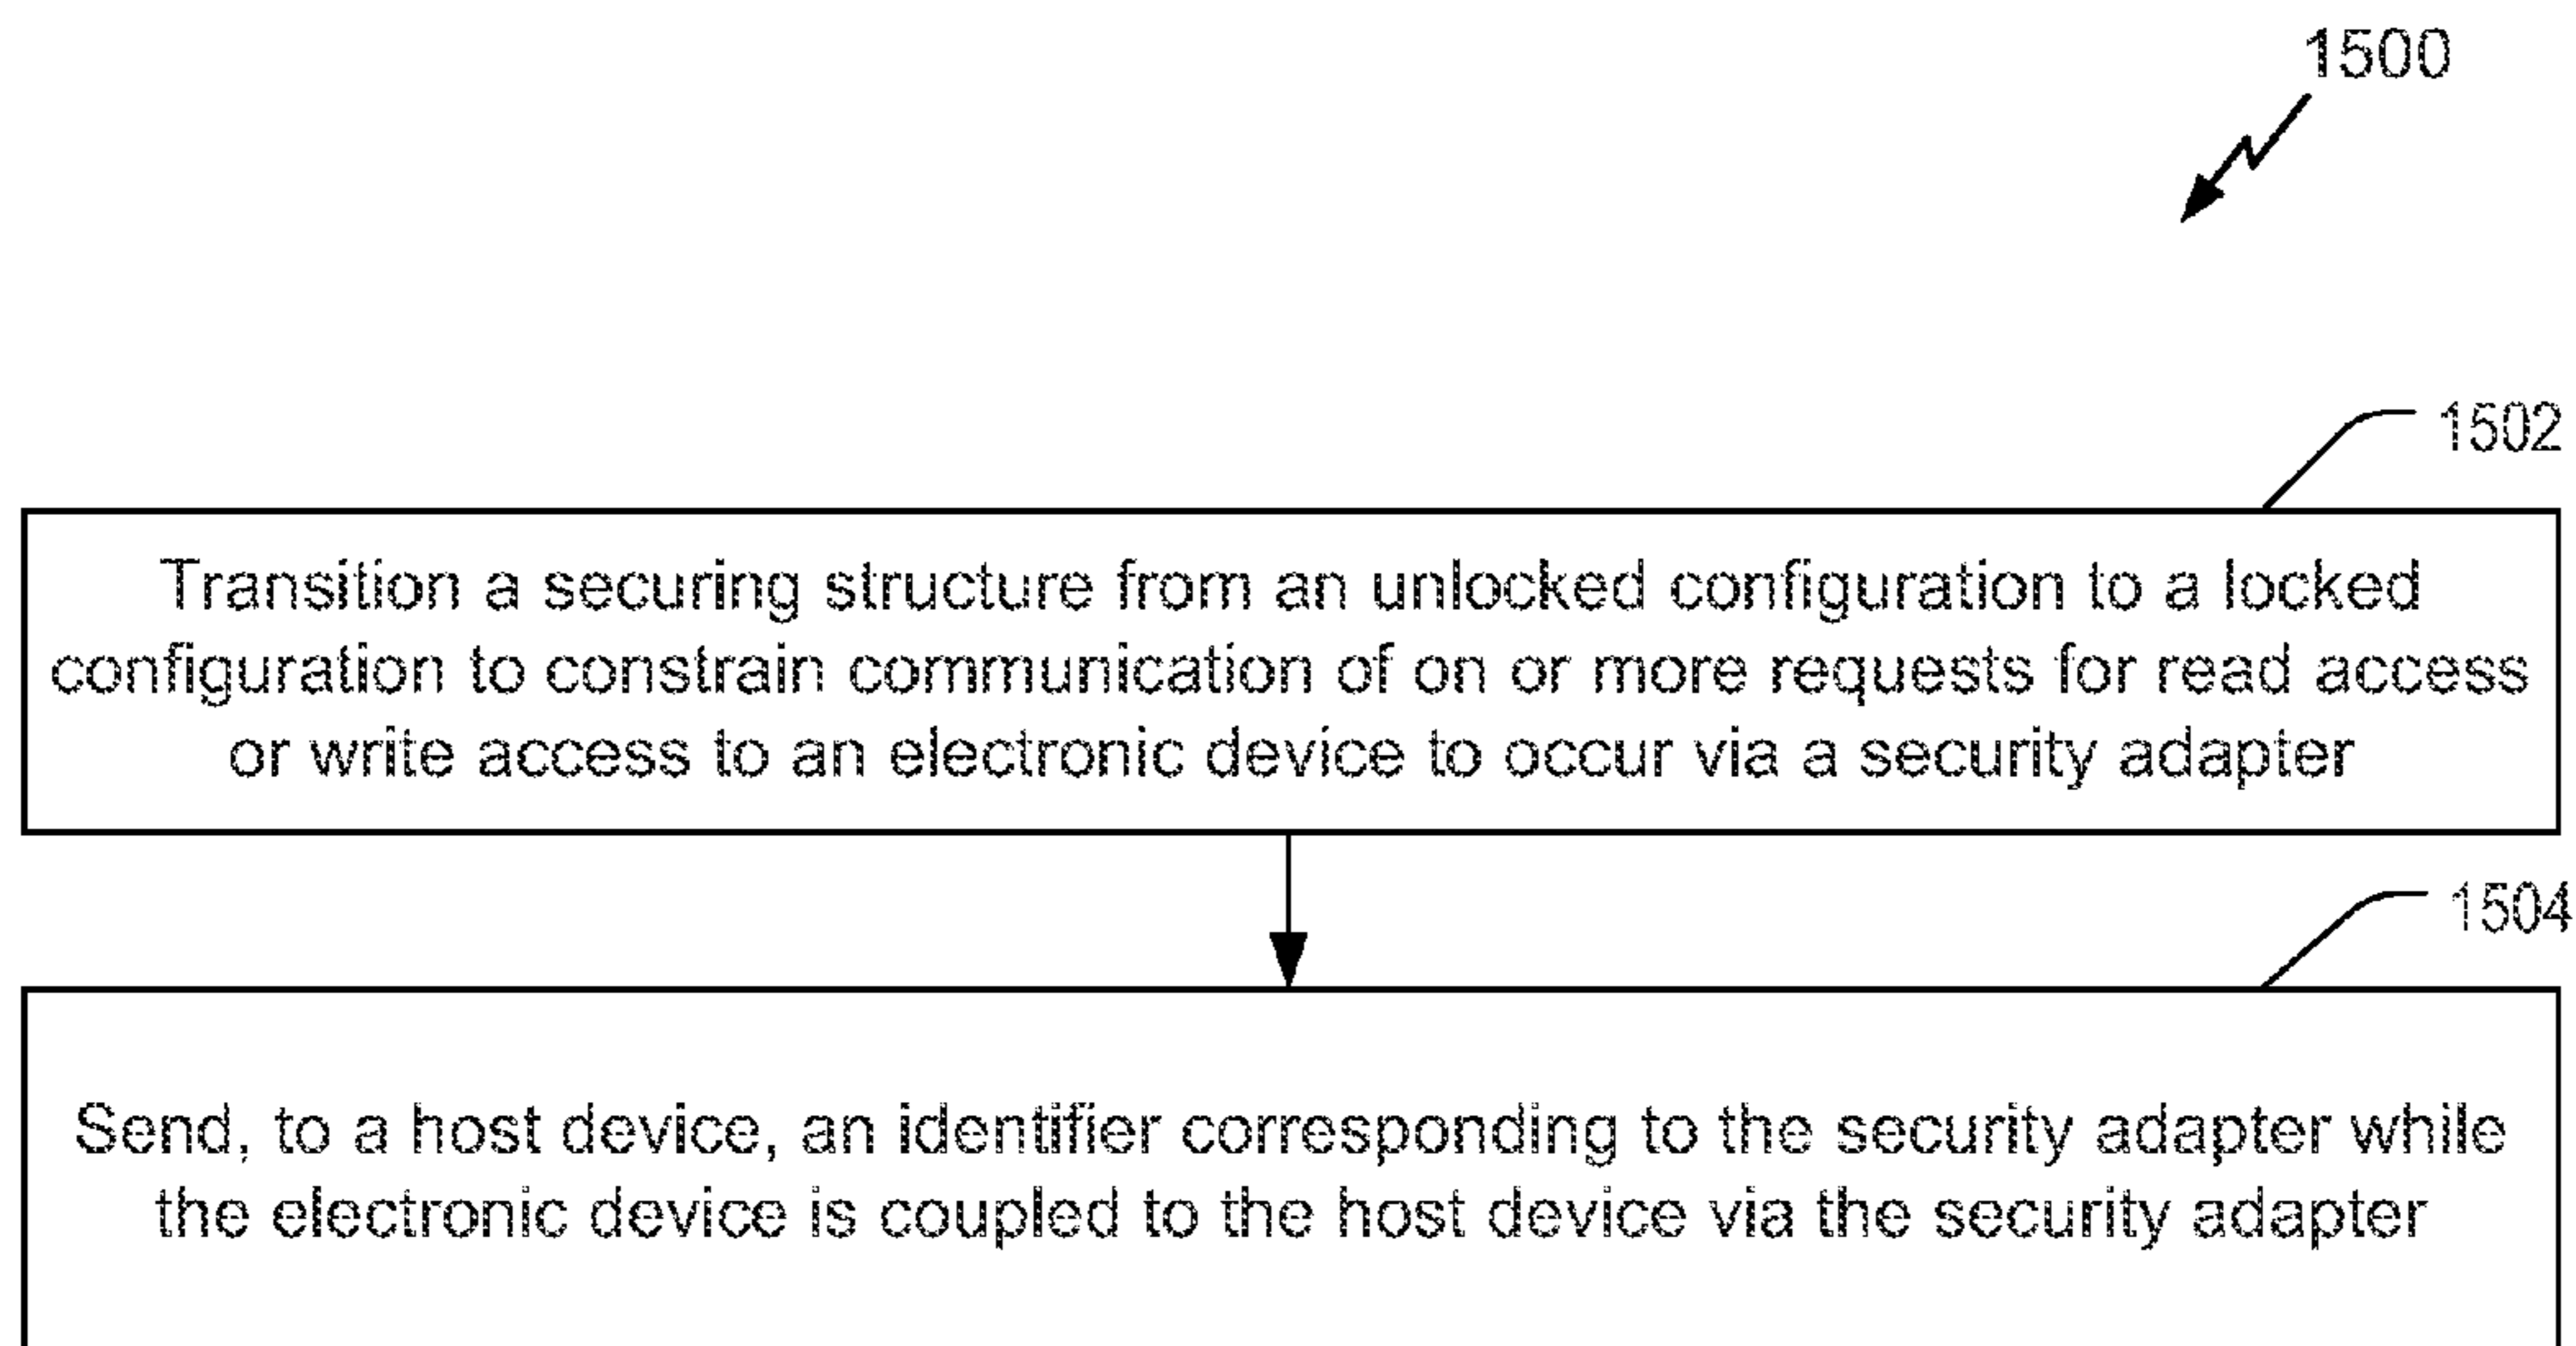 1500
1502
Transition a securing structure from an unlocked configuration to a locked
configuration to constrain communication of on or more requests for read access
or write access to an electronic device to occur via a security adapter
1504
Send, to a host device, an identifier corresponding to the security adapter while
the electronic device is coupled to the host device via the security adapter